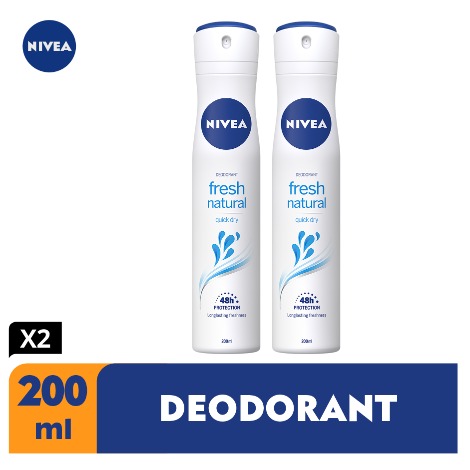 NIVEA
NIVEA
DEODORANT
fresh
natural
quick dry
48h
PROTECTION
Longlasting freshness
200ml
NIVEA
DEODORANT
fresh
natural
quick dry
48h
PROTECTION
Longlasting freshness
200ml
X2
200
ml
DEODORANT